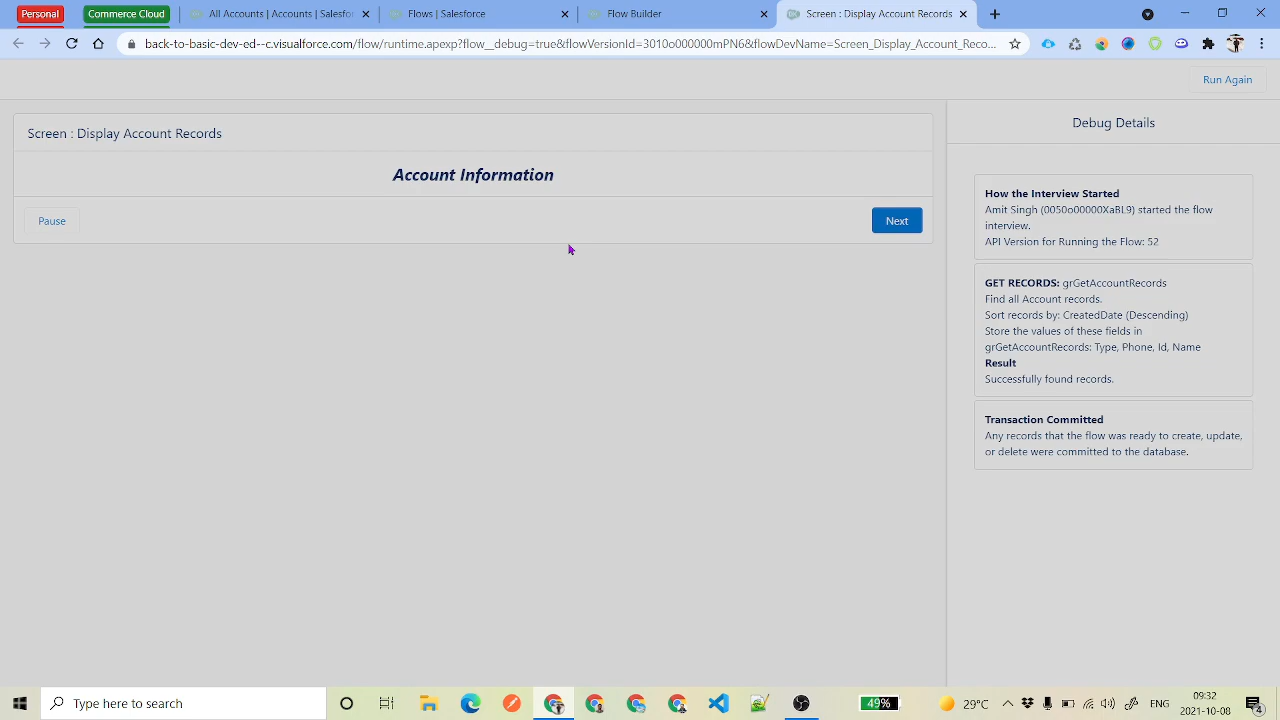 Personal
Commerce Cloud
All Accounts | Accounts | Salesfor
Flows | Salesforce
Flow Builder
Screen : Display Account Records
back-to-basic-dev-ed--c.visualforce.com/flow/runtime.apexp?flow__debug=true&flowVersionId=3010o000000mPN6&flowDevName=Screen_Display_Account_Reco...
Run Again
Screen : Display Account Records
Account Information
Pause
Next
Debug Details
How the Interview Started
Amit Singh (0050o00000XaBL9) started the flow
interview.
API Version for Running the Flow: 52
GET RECORDS: grGetAccountRecords
Find all Account records.
Sort records by: CreatedDate (Descending)
Store the values of these fields in
grGetAccountRecords: Type, Phone, Id, Name
Result
Successfully found records.
Transaction Committed
Any records that the flow was ready to create, update,
or delete were committed to the database.
Type here to search
49%
29°C
ENG
09:32
2021-10-08
4